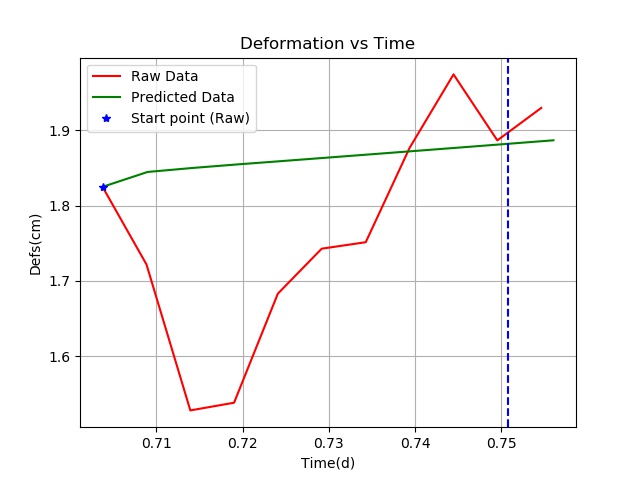 Deformation vs Time
Raw Data
Predicted Data
Start point (Raw)
1.9
1.8
1.7
1.6
Defs(cm)
0.71 0.72 0.73 0.74 0.75
Time(d)